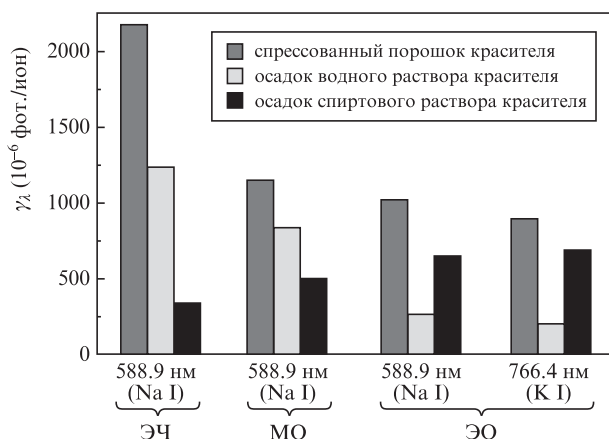 2000
1500
1000
500
0
γλ (10⁻⁶ фот./ион)
спрессованный порошок красителя
осадок водного раствора красителя
осадок спиртового раствора красителя
588.9 нм 588.9 нм 588.9 нм 766.4 нм
(Na I) (Na I) (Na I) (K I)
ЭЧ МО ЭО